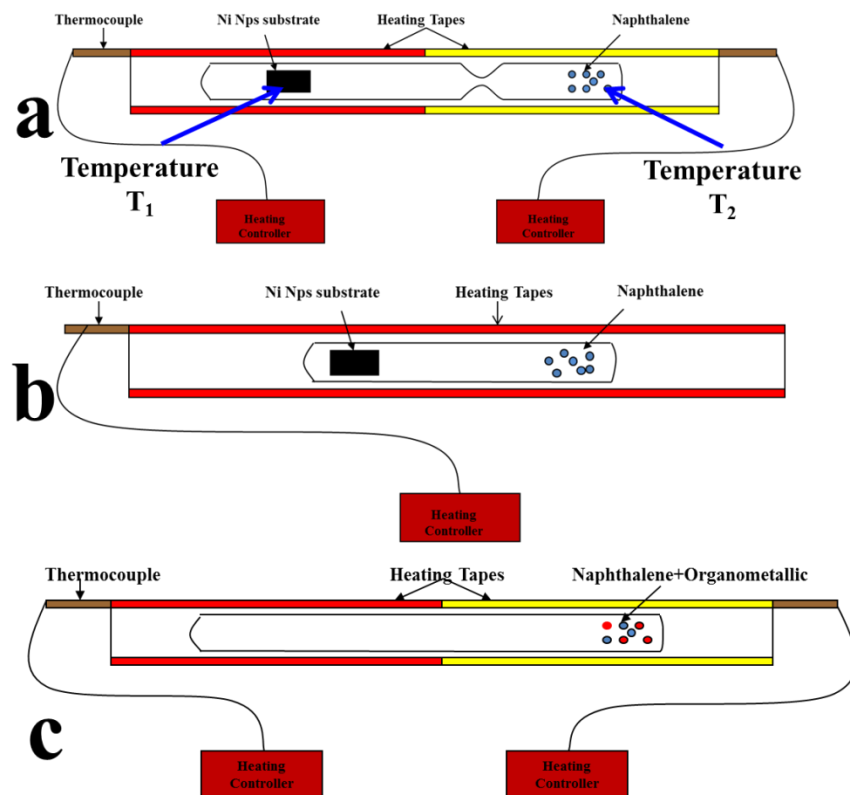 Thermocouple
Ni Nps substrate
Heating Tapes
Naphthalene
a
Temperature
T₁
Temperature
T₂
Heating
Controller
Heating
Controller
Thermocouple
Ni Nps substrate
Heating Tapes
Naphthalene
b
Heating
Controller
Thermocouple
Heating Tapes
Naphthalene+Organometallic
c
Heating
Controller
Heating
Controller